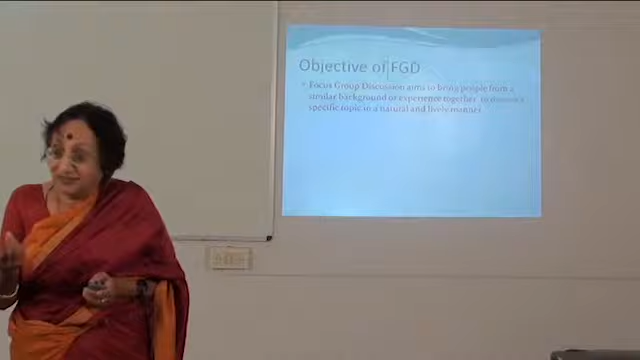 Objective of FGD
Focus Group Discussion aims to bring people from a
similar background or experience together to discuss a
specific topic in a natural and lively manner